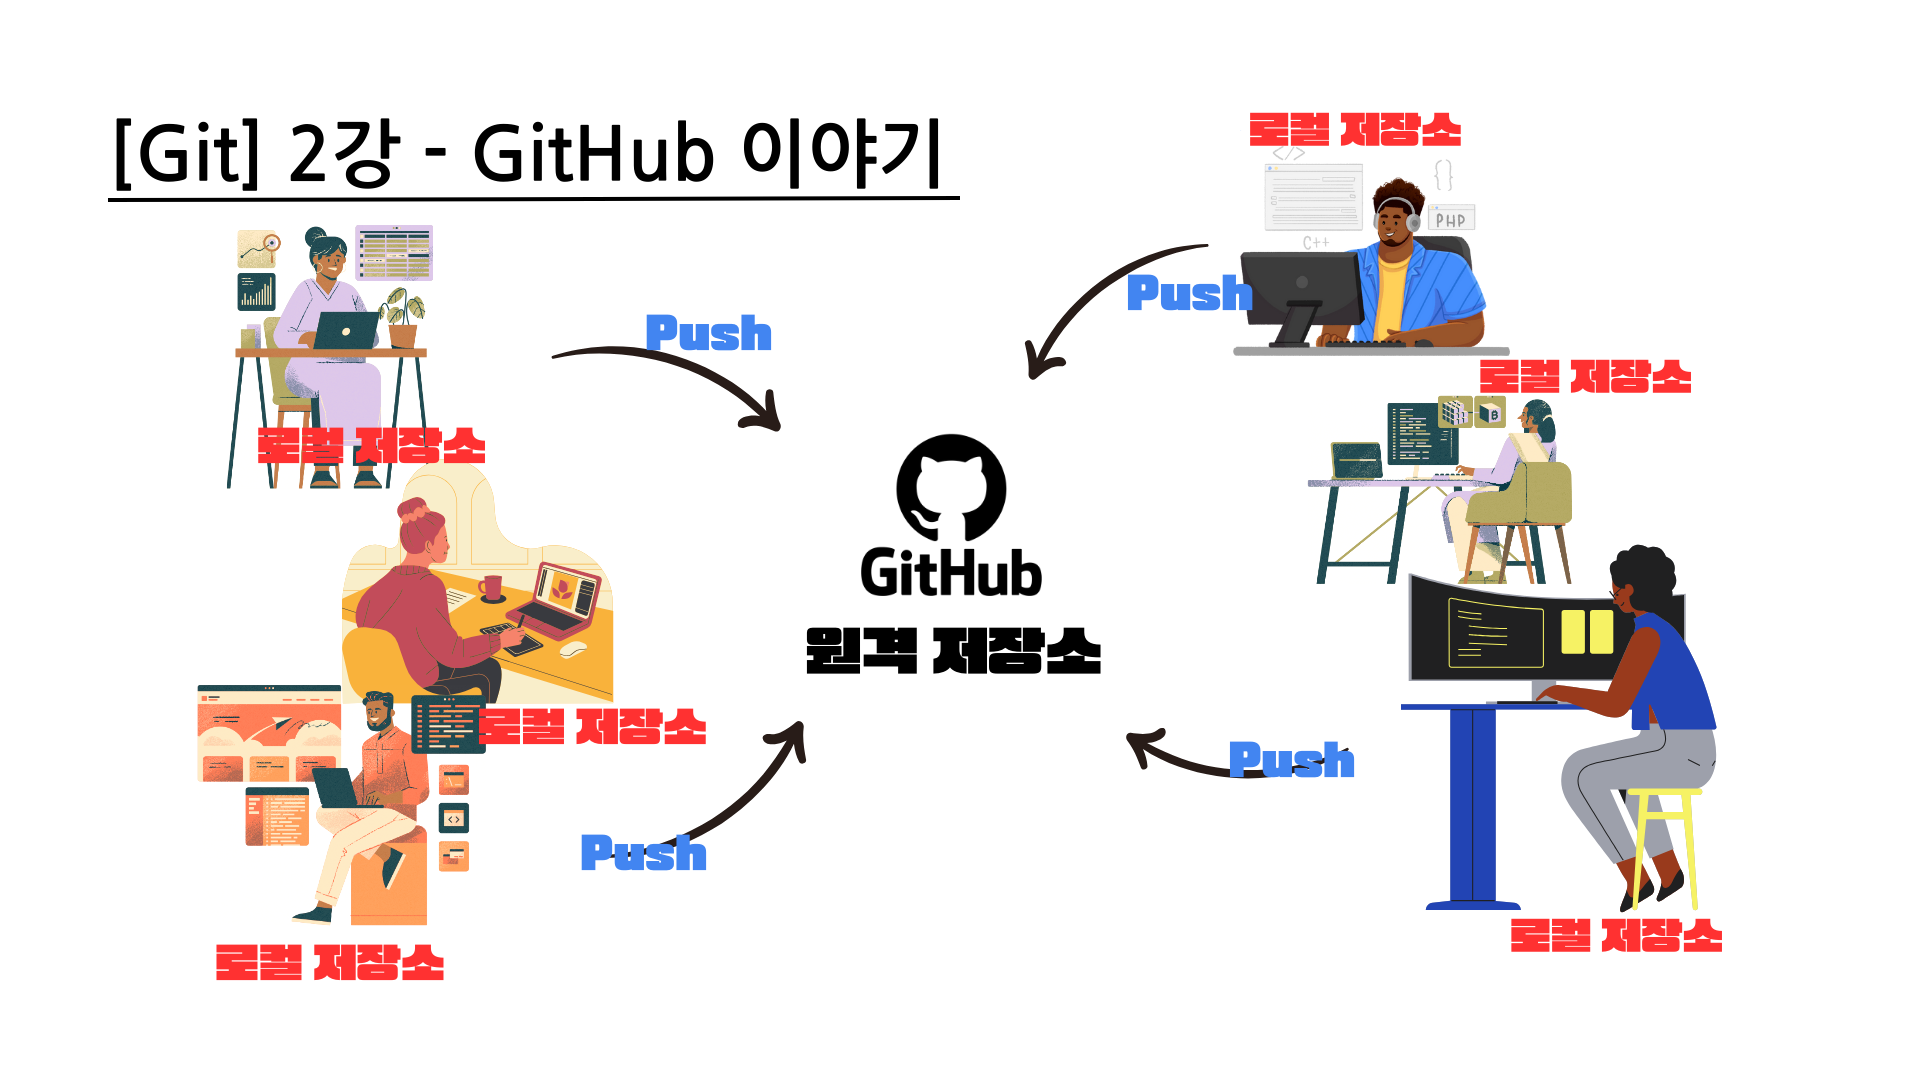 [Git] 2강 - GitHub 이야기
로컬 저장소
C++
PHP
Push
Push
로컬 저장소
로컬 저장소
B
GitHub
원격 저장소
로컬 저장소
Push
Push
로컬 저장소
로컬 저장소